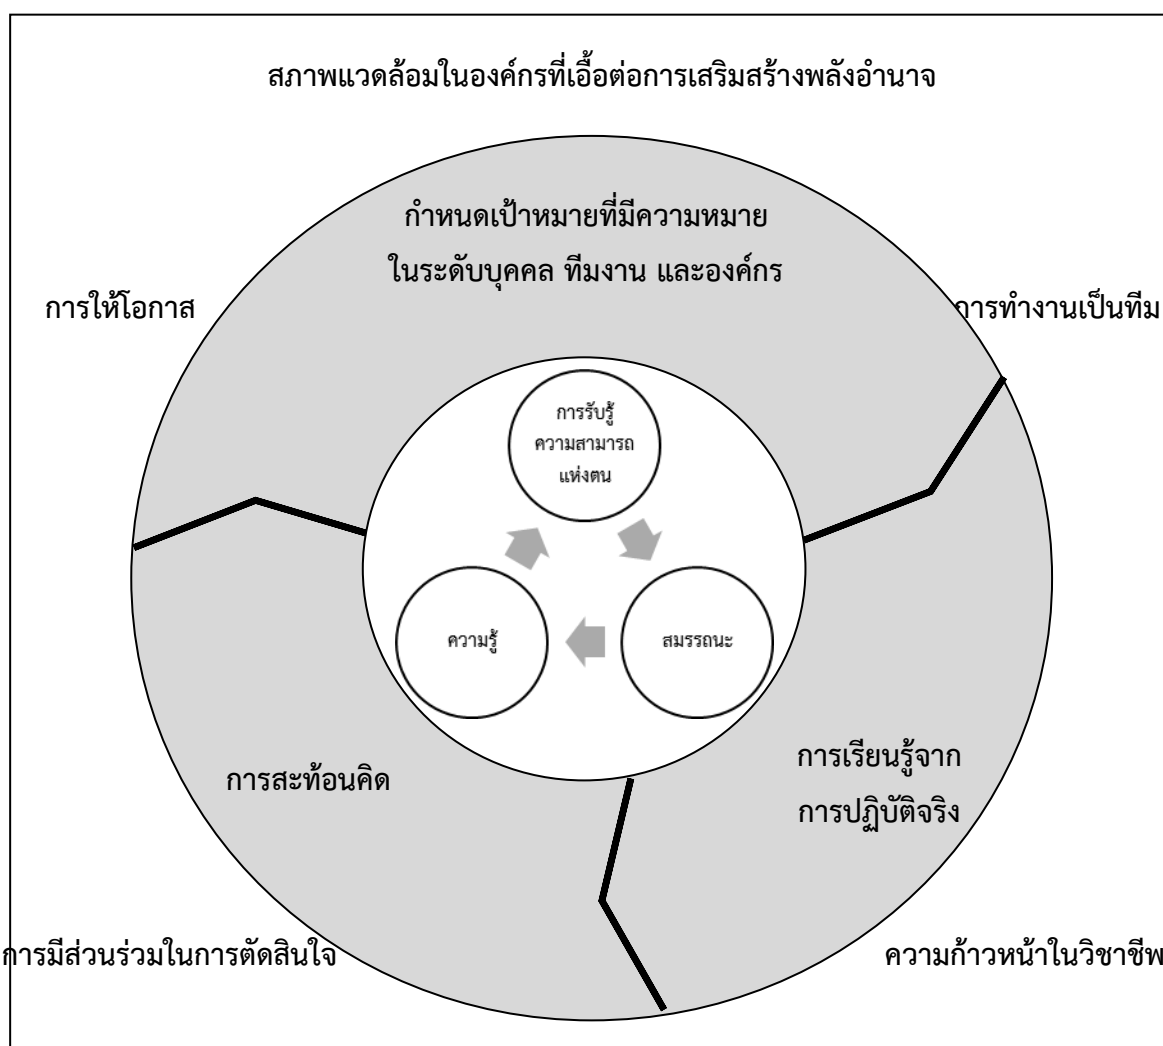 สภาพแวดล้อมในองค์กรที่เอื้อต่อการเสริมสร้างพลังอำนาจ
กำหนดเป้าหมายที่มีความหมาย
ในระดับบุคคล ทีมงาน และองค์กร
การให้โอกาส
การทำงานเป็นทีม
การรับรู้
ความสามารถ
แห่งตน
ความรู้
สมรรถนะ
การสะท้อนคิด
การเรียนรู้จาก
การปฏิบัติจริง
การมีส่วนร่วมในการตัดสินใจ
ความก้าวหน้าในวิชาชีพ